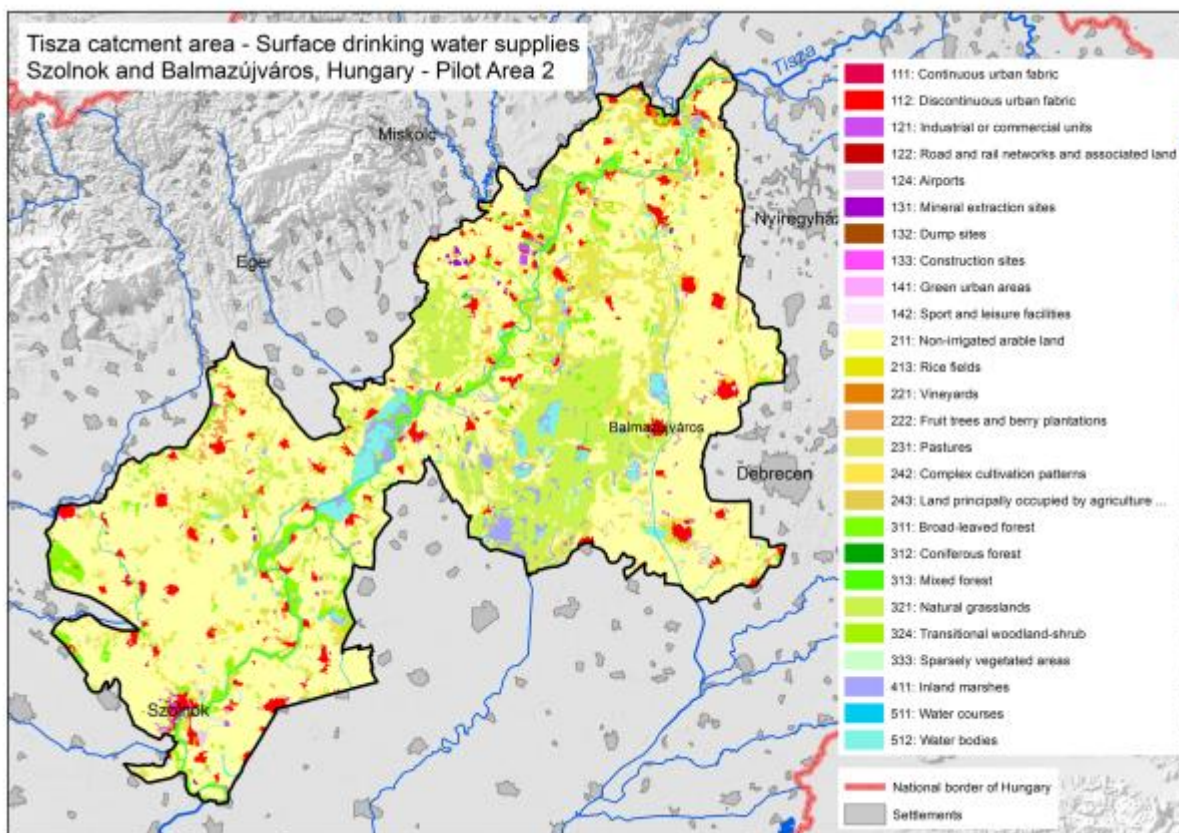 Tisza catcment area - Surface drinking water supplies
Szolnok and Balmazújváros, Hungary - Pilot Area 2
Tisza
Miskolc
Nyíregyház
Eger
Balmazújváros
Debrecen
Szolnok
111: Continuous urban fabric
112: Discontinuous urban fabric
121: Industrial or commercial units
122: Road and rail networks and associated land
124: Airports
131: Mineral extraction sites
132: Dump sites
133: Construction sites
141: Green urban areas
142: Sport and leisure facilities
211: Non-irrigated arable land
213: Rice fields
221: Vineyards
222: Fruit trees and berry plantations
231: Pastures
242: Complex cultivation patterns
243: Land principally occupied by agriculture ...
311: Broad-leaved forest
312: Coniferous forest
313: Mixed forest
321: Natural grasslands
324: Transitional woodland-shrub
333: Sparsely vegetated areas
411: Inland marshes
511: Water courses
512: Water bodies
National border of Hungary
Settlements